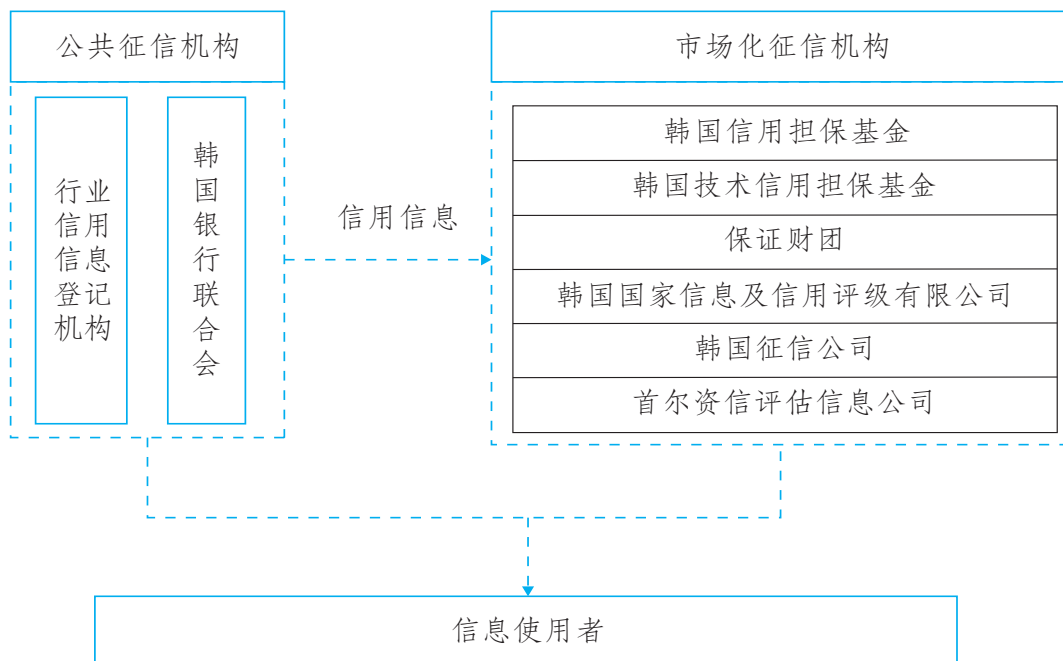 公共征信机构
市场化征信机构
行业
信用
信息
登记
机构
韩国银行联合会
信用信息
韩国信用担保基金
韩国技术信用担保基金
保证财团
韩国国家信息及信用评级有限公司
韩国征信公司
首尔资信评估信息公司
信息使用者